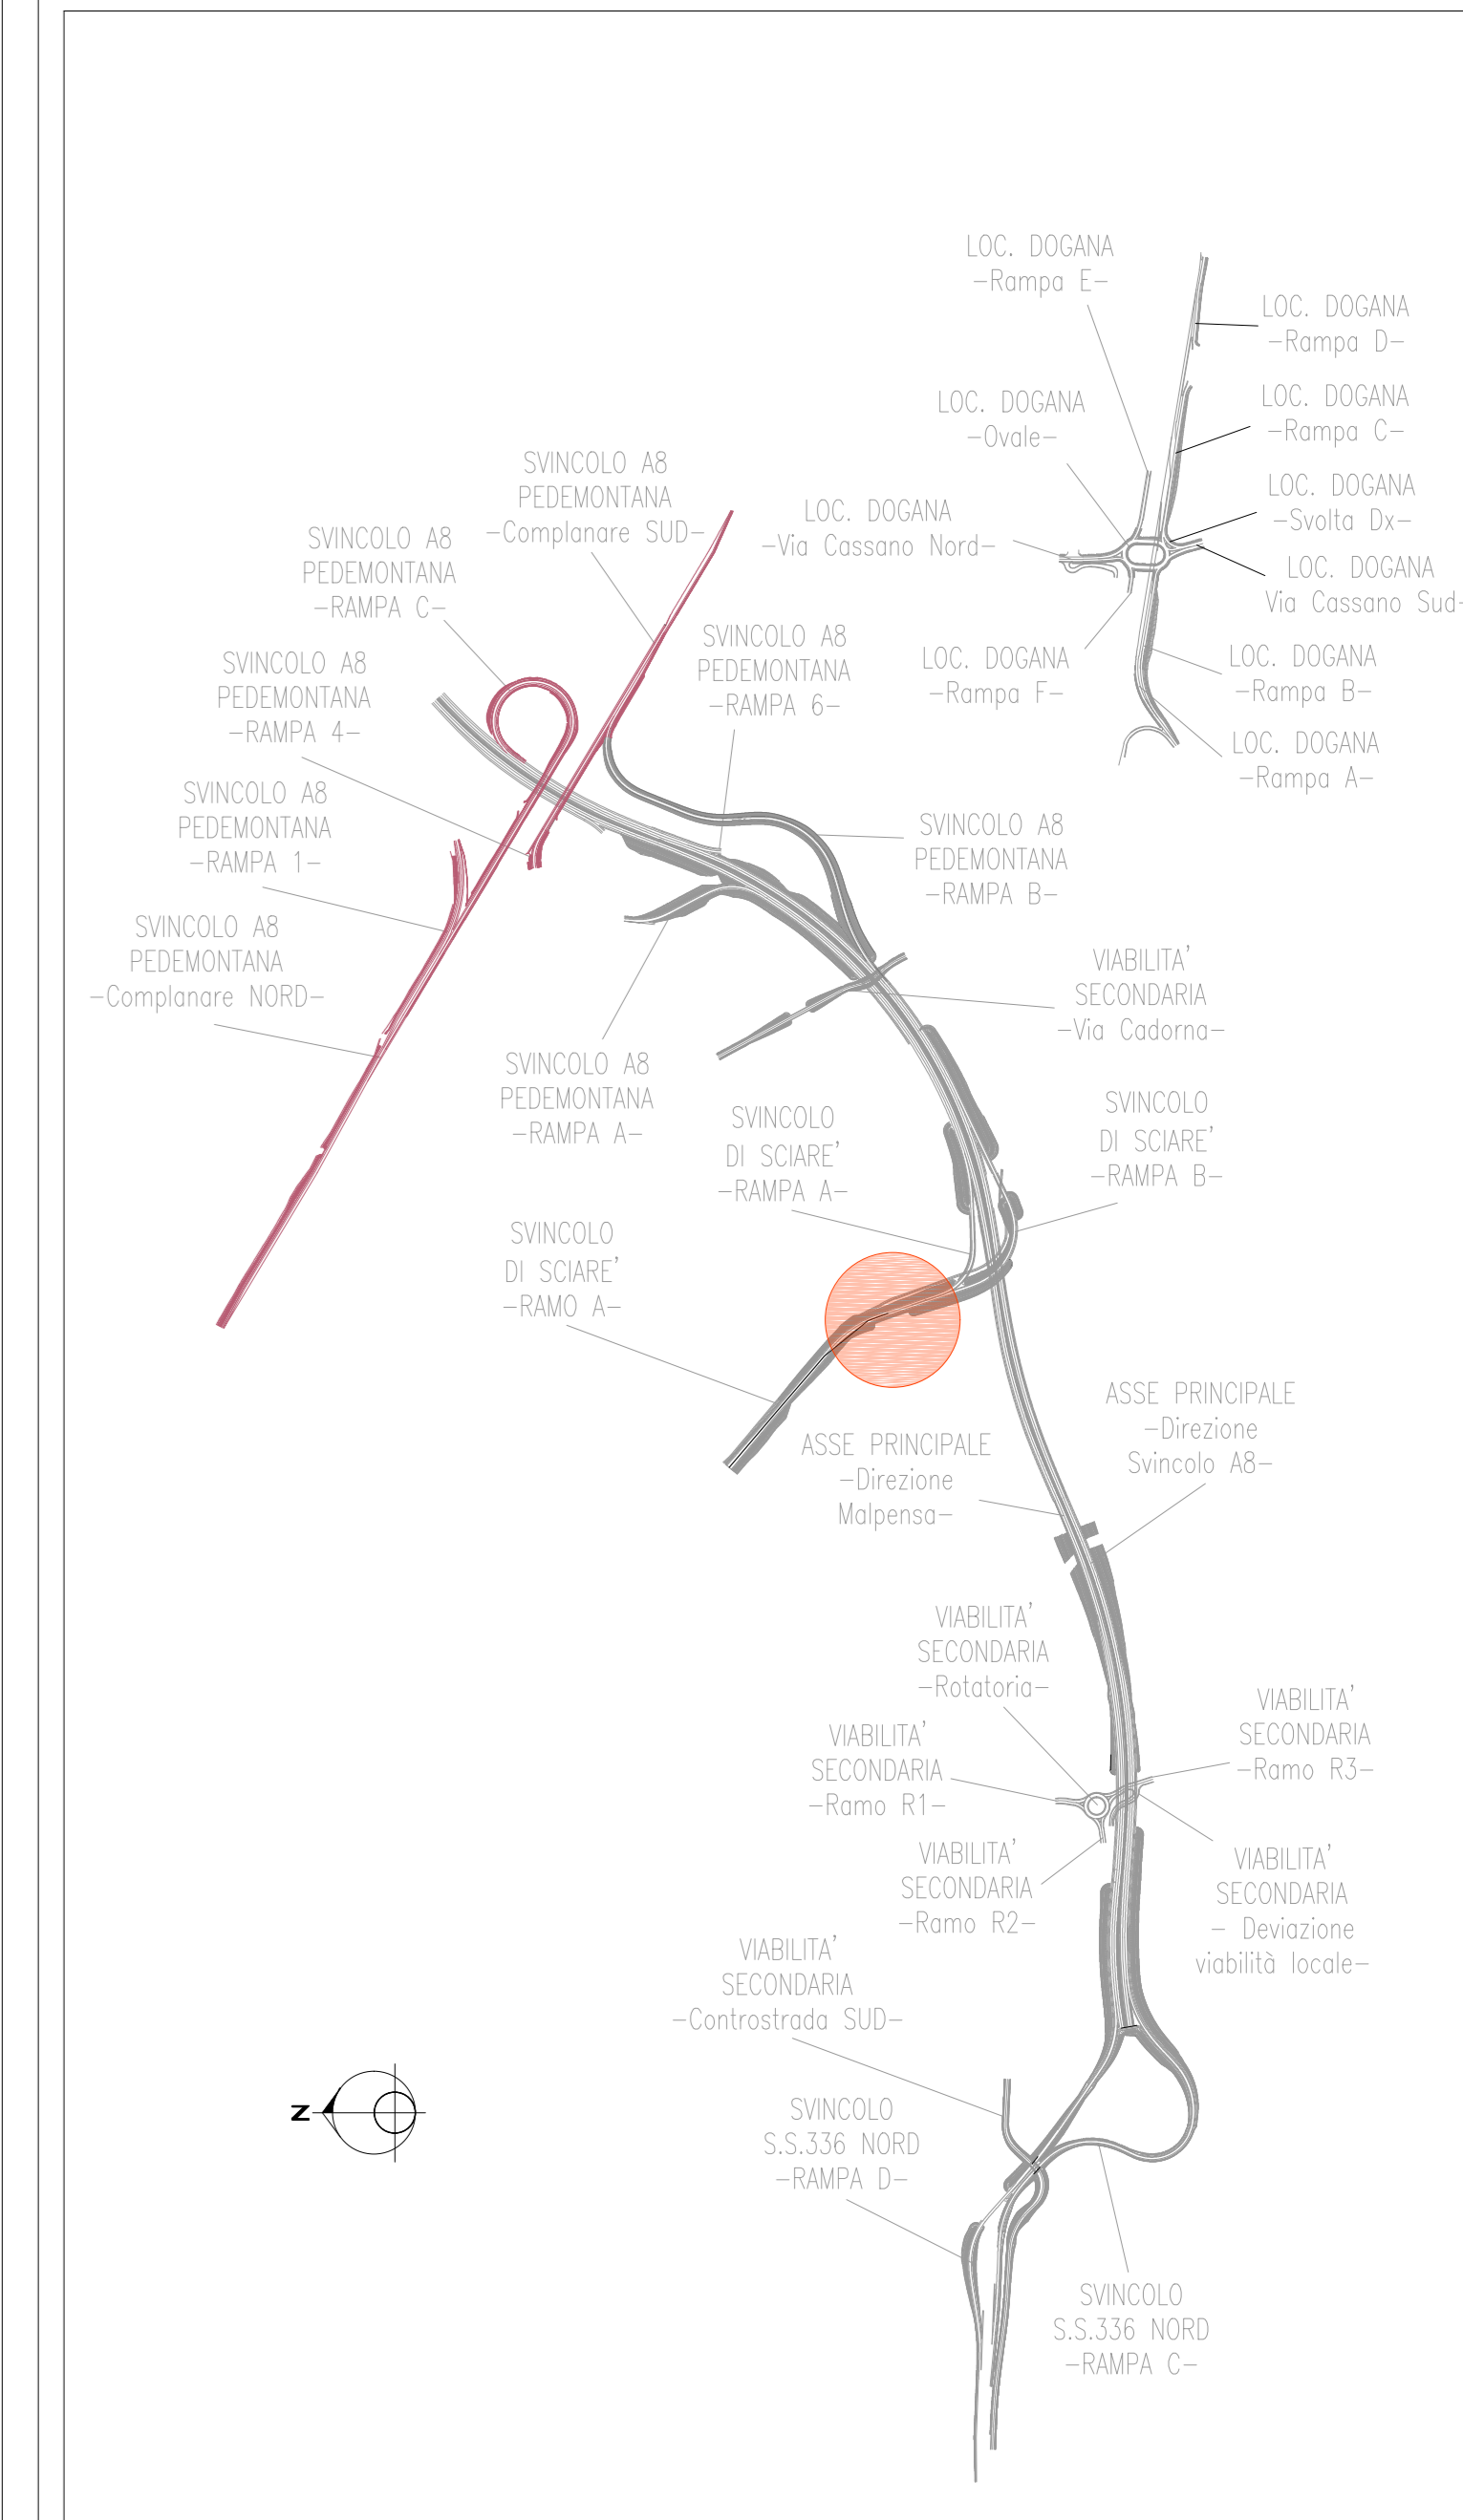 LOC. DOGANA
-Rampa E-
LOC. DOGANA
-Rampa D-
LOC. DOGANA
-Rampa C-
LOC. DOGANA
-Ovale-
SVINCOLO A8
PEDEMONTANA
-Complanare SUD-
LOC. DOGANA
-Svolta Dx-
LOC. DOGANA
-Via Cassano Nord-
SVINCOLO A8
PEDEMONTANA
-RAMPA C-
LOC. DOGANA
Via Cassano Sud-
SVINCOLO A8
PEDEMONTANA
-RAMPA 6-
SVINCOLO A8
PEDEMONTANA
-RAMPA 4-
LOC. DOGANA
-Rampa F-
LOC. DOGANA
-Rampa B-
LOC. DOGANA
-Rampa A-
SVINCOLO A8
PEDEMONTANA
-RAMPA 1-
SVINCOLO A8
PEDEMONTANA
-RAMPA B-
SVINCOLO A8
PEDEMONTANA
-Complanare NORD-
VIABILITA'
SECONDARIA
-Via Cadorna-
SVINCOLO A8
PEDEMONTANA
-RAMPA A-
SVINCOLO
DI SCIARE'
-RAMPA A-
SVINCOLO
DI SCIARE'
-RAMPA B-
SVINCOLO
DI SCIARE'
-RAMO A-
ASSE PRINCIPALE
-Direzione
Svincolo A8-
ASSE PRINCIPALE
-Direzione
Malpensa-
VIABILITA'
SECONDARIA
-Rotatoria-
VIABILITA'
SECONDARIA
-Ramo R3-
VIABILITA'
SECONDARIA
-Ramo R1-
VIABILITA'
SECONDARIA
-Ramo R2-
VIABILITA'
SECONDARIA
- Deviazione
viabilità locale-
VIABILITA'
SECONDARIA
-Controstrada SUD-
N
SVINCOLO
S.S.336 NORD
-RAMPA D-
SVINCOLO
S.S.336 NORD
-RAMPA C-